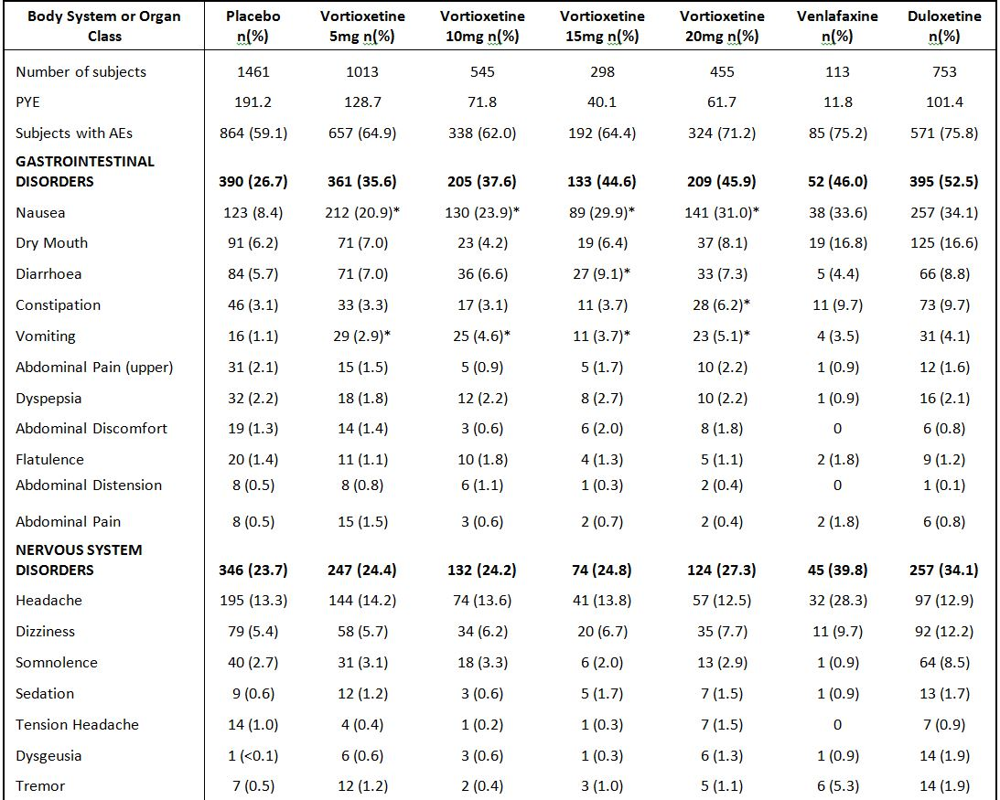 Body System or Organ Class Placebo n(%) Vortioxetine 5mg n(%) Vortioxetine 10mg n(%) Vortioxetine 15mg n(%) Vortioxetine 20mg n(%) Venlafaxine n(%) Duloxetine n(%)
Number of subjects 1461 1013 545 298 455 113 753
PYE 191.2 128.7 71.8 40.1 61.7 11.8 101.4
Subjects with AEs 864 (59.1) 657 (64.9) 338 (62.0) 192 (64.4) 324 (71.2) 85 (75.2) 571 (75.8)
GASTROINTESTINAL
DISORDERS 390 (26.7) 361 (35.6) 205 (37.6) 133 (44.6) 209 (45.9) 52 (46.0) 395 (52.5)
Nausea 123 (8.4) 212 (20.9)* 130 (23.9)* 89 (29.9)* 141 (31.0)* 38 (33.6) 257 (34.1)
Dry Mouth 91 (6.2) 71 (7.0) 23 (4.2) 19 (6.4) 37 (8.1) 19 (16.8) 125 (16.6)
Diarrhoea 84 (5.7) 71 (7.0) 36 (6.6) 27 (9.1)* 33 (7.3) 5 (4.4) 66 (8.8)
Constipation 46 (3.1) 33 (3.3) 17 (3.1) 11 (3.7) 28 (6.2)* 11 (9.7) 73 (9.7)
Vomiting 16 (1.1) 29 (2.9)* 25 (4.6)* 11 (3.7)* 23 (5.1)* 4 (3.5) 31 (4.1)
Abdominal Pain (upper) 31 (2.1) 15 (1.5) 5 (0.9) 5 (1.7) 10 (2.2) 1 (0.9) 12 (1.6)
Dyspepsia 32 (2.2) 18 (1.8) 12 (2.2) 8 (2.7) 10 (2.2) 1 (0.9) 16 (2.1)
Abdominal Discomfort 19 (1.3) 14 (1.4) 3 (0.6) 6 (2.0) 8 (1.8) 0 6 (0.8)
Flatulence 20 (1.4) 11 (1.1) 10 (1.8) 4 (1.3) 5 (1.1) 2 (1.8) 9 (1.2)
Abdominal Distension 8 (0.5) 8 (0.8) 6 (1.1) 1 (0.3) 2 (0.4) 0 1 (0.1)
Abdominal Pain 8 (0.5) 15 (1.5) 3 (0.6) 2 (0.7) 2 (0.4) 2 (1.8) 6 (0.8)
NERVOUS SYSTEM
DISORDERS 346 (23.7) 247 (24.4) 132 (24.2) 74 (24.8) 124 (27.3) 45 (39.8) 257 (34.1)
Headache 195 (13.3) 144 (14.2) 74 (13.6) 41 (13.8) 57 (12.5) 32 (28.3) 97 (12.9)
Dizziness 79 (5.4) 58 (5.7) 34 (6.2) 20 (6.7) 35 (7.7) 11 (9.7) 92 (12.2)
Somnolence 40 (2.7) 31 (3.1) 18 (3.3) 6 (2.0) 13 (2.9) 1 (0.9) 64 (8.5)
Sedation 9 (0.6) 12 (1.2) 3 (0.6) 5 (1.7) 7 (1.5) 1 (0.9) 13 (1.7)
Tension Headache 14 (1.0) 4 (0.4) 1 (0.2) 1 (0.3) 7 (1.5) 0 7 (0.9)
Dysgeusia 1 (<0.1) 6 (0.6) 3 (0.6) 1 (0.3) 6 (1.3) 1 (0.9) 14 (1.9)
Tremor 7 (0.5) 12 (1.2) 2 (0.4) 3 (1.0) 5 (1.1) 6 (5.3) 14 (1.9)